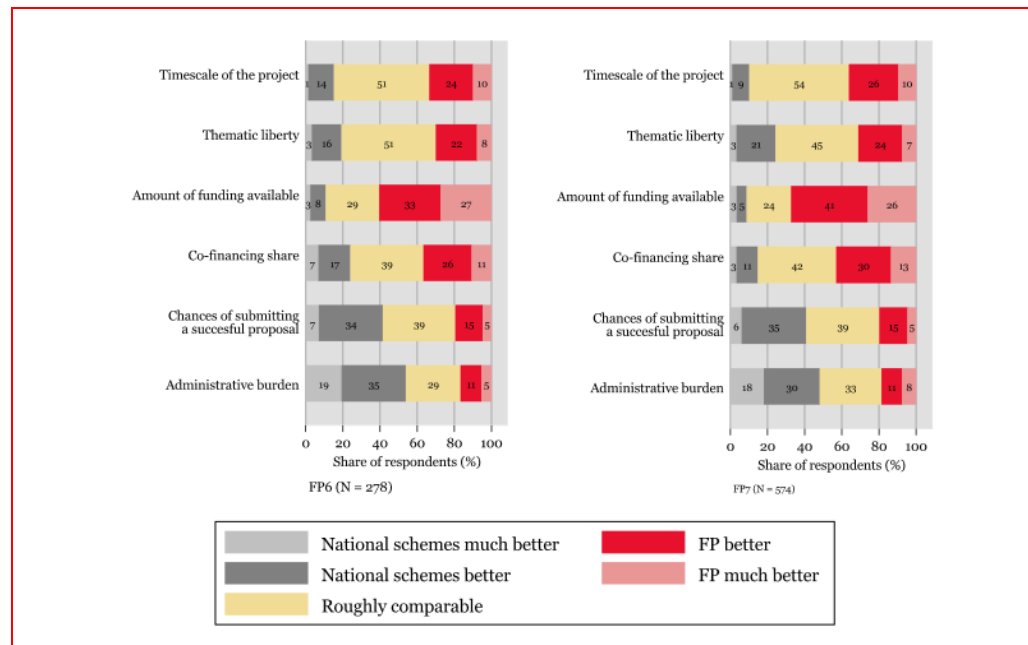 Timescale of the project
1 14 51 24 10
Thematic liberty
3 16 51 22 8
Amount of funding available
3 8 29 33 27
Co-financing share
7 17 39 26 11
Chances of submitting
a succesful proposal
7 34 39 15 5
Administrative burden
19 35 29 11 5
0 20 40 60 80 100
Share of respondents (%)
FP6 (N = 278)
Timescale of the project
1 9 54 26 10
Thematic liberty
3 21 45 24 7
Amount of funding available
3 5 24 41 26
Co-financing share
3 11 42 30 13
Chances of submitting
a succesful proposal
6 35 39 15 5
Administrative burden
18 30 33 11 8
0 20 40 60 80 100
Share of respondents (%)
FP7 (N = 574)
National schemes much better
National schemes better
Roughly comparable
FP better
FP much better